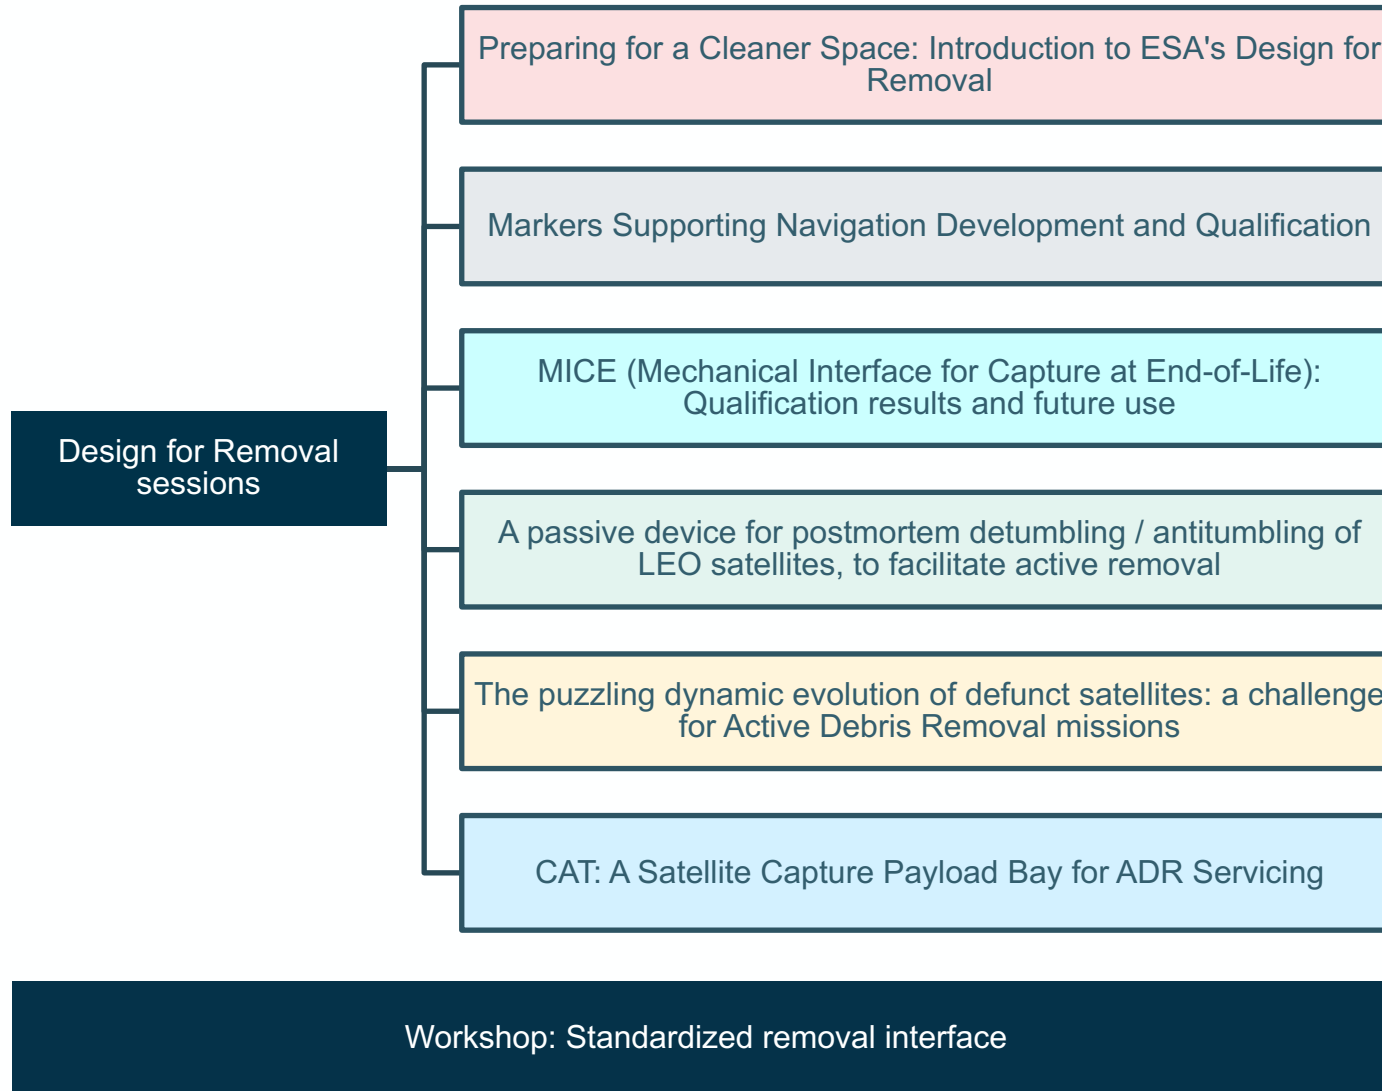 Preparing for a Cleaner Space: Introduction to ESA's Design for
Removal
Markers Supporting Navigation Development and Qualification
MICE (Mechanical Interface for Capture at End-of-Life):
Qualification results and future use
Design for Removal
sessions
A passive device for postmortem detumbling / antitumbling of
LEO satellites, to facilitate active removal
The puzzling dynamic evolution of defunct satellites: a challenge
for Active Debris Removal missions
CAT: A Satellite Capture Payload Bay for ADR Servicing
Workshop: Standardized removal interface